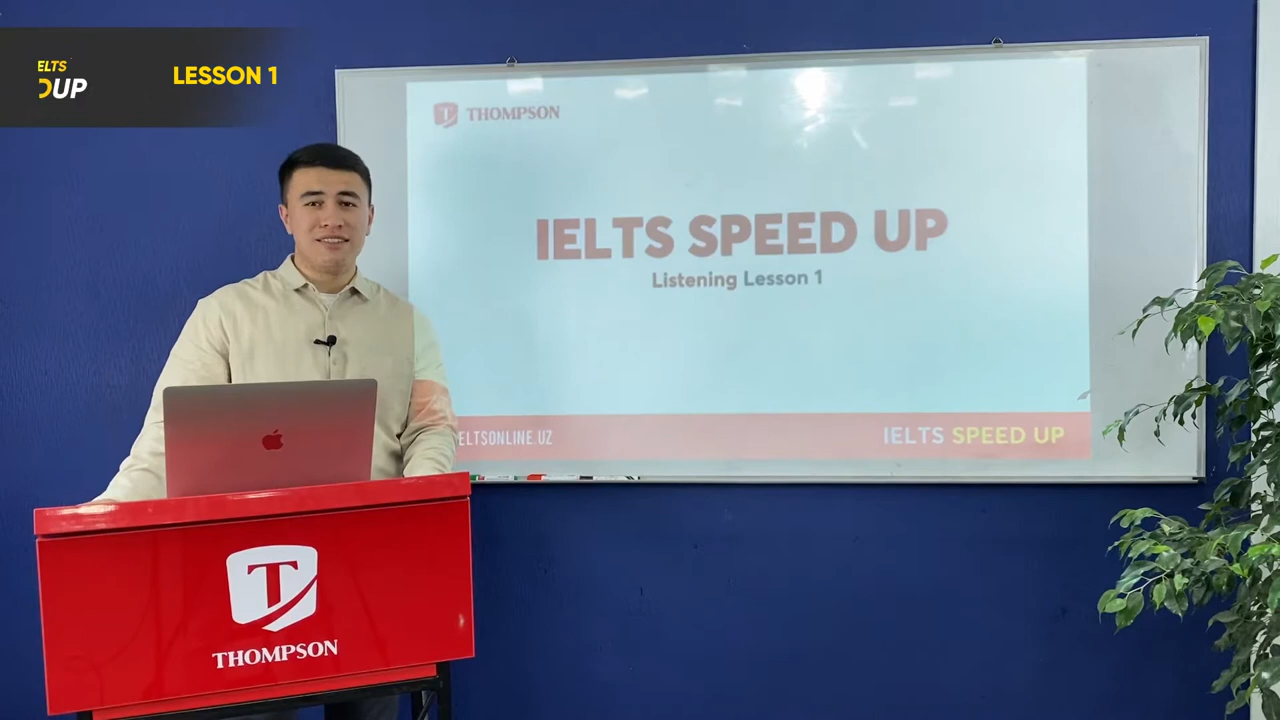 ELTS
UP
LESSON 1
THOMPSON
IELTS SPEED UP
Listening Lesson 1
ELTSONLINE.UZ
IELTS SPEED UP
T
THOMPSON